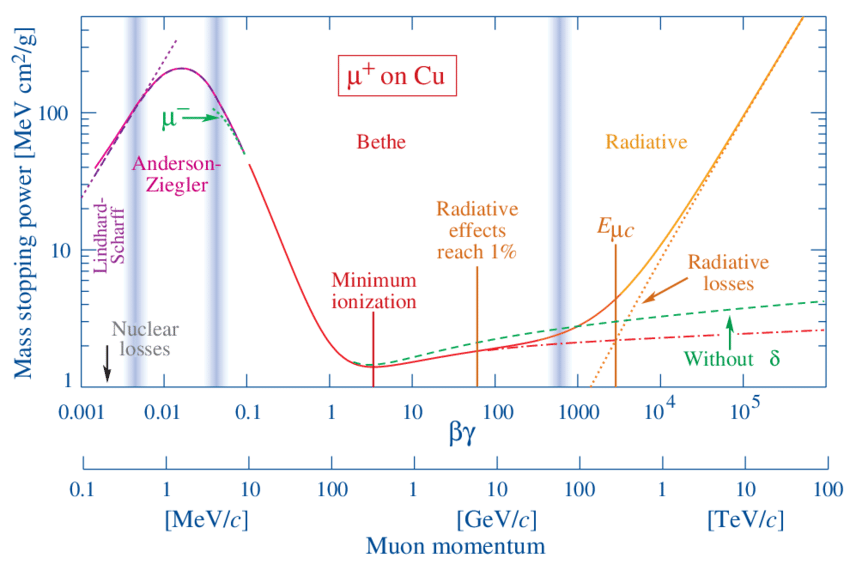 Mass stopping power [MeV cm2/g]
100
10
1
μ+ on Cu
μ−
Bethe
Radiative
Anderson-
Ziegler
Lindhard-
Scharff
Radiative
effects
reach 1%
Eμc
Radiative
losses
Minimum
ionization
Nuclear
losses
Without δ
0.001 0.01 0.1 1 10 100 1000 10⁴ 10⁵
βγ
0.1 1 10 100 1 10 100 1 10 100
[MeV/c] [GeV/c] [TeV/c]
Muon momentum